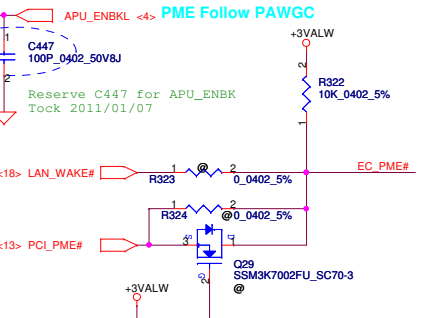 APU_ENBKL <4> PME Follow PAWGC
+3VALW
1
C447
100P_0402_50V8J
2
2
R322
10K_0402_5%
1
Reserve C447 for APU_ENBK
Tock 2011/01/07
<18> LAN_WAKE#
1 @ 2
R323 0_0402_5%
EC_PME#
1 2
R324 @ 0_0402_5%
<13> PCI_PME#
3 S D 1
G
2
Q29
SSM3K7002FU_SC70-3
@
+3VALW